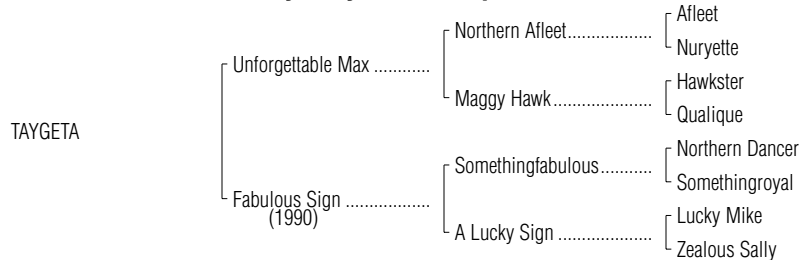 Afleet
Northern Afleet...................
Nuryette
Unforgettable Max ............
Hawkster
Maggy Hawk......................
Qualique
TAYGETA
Northern Dancer
Somethingfabulous...........
Somethingroyal
Fabulous Sign ..................
(1990)
Lucky Mike
A Lucky Sign .....................
Zealous Sally